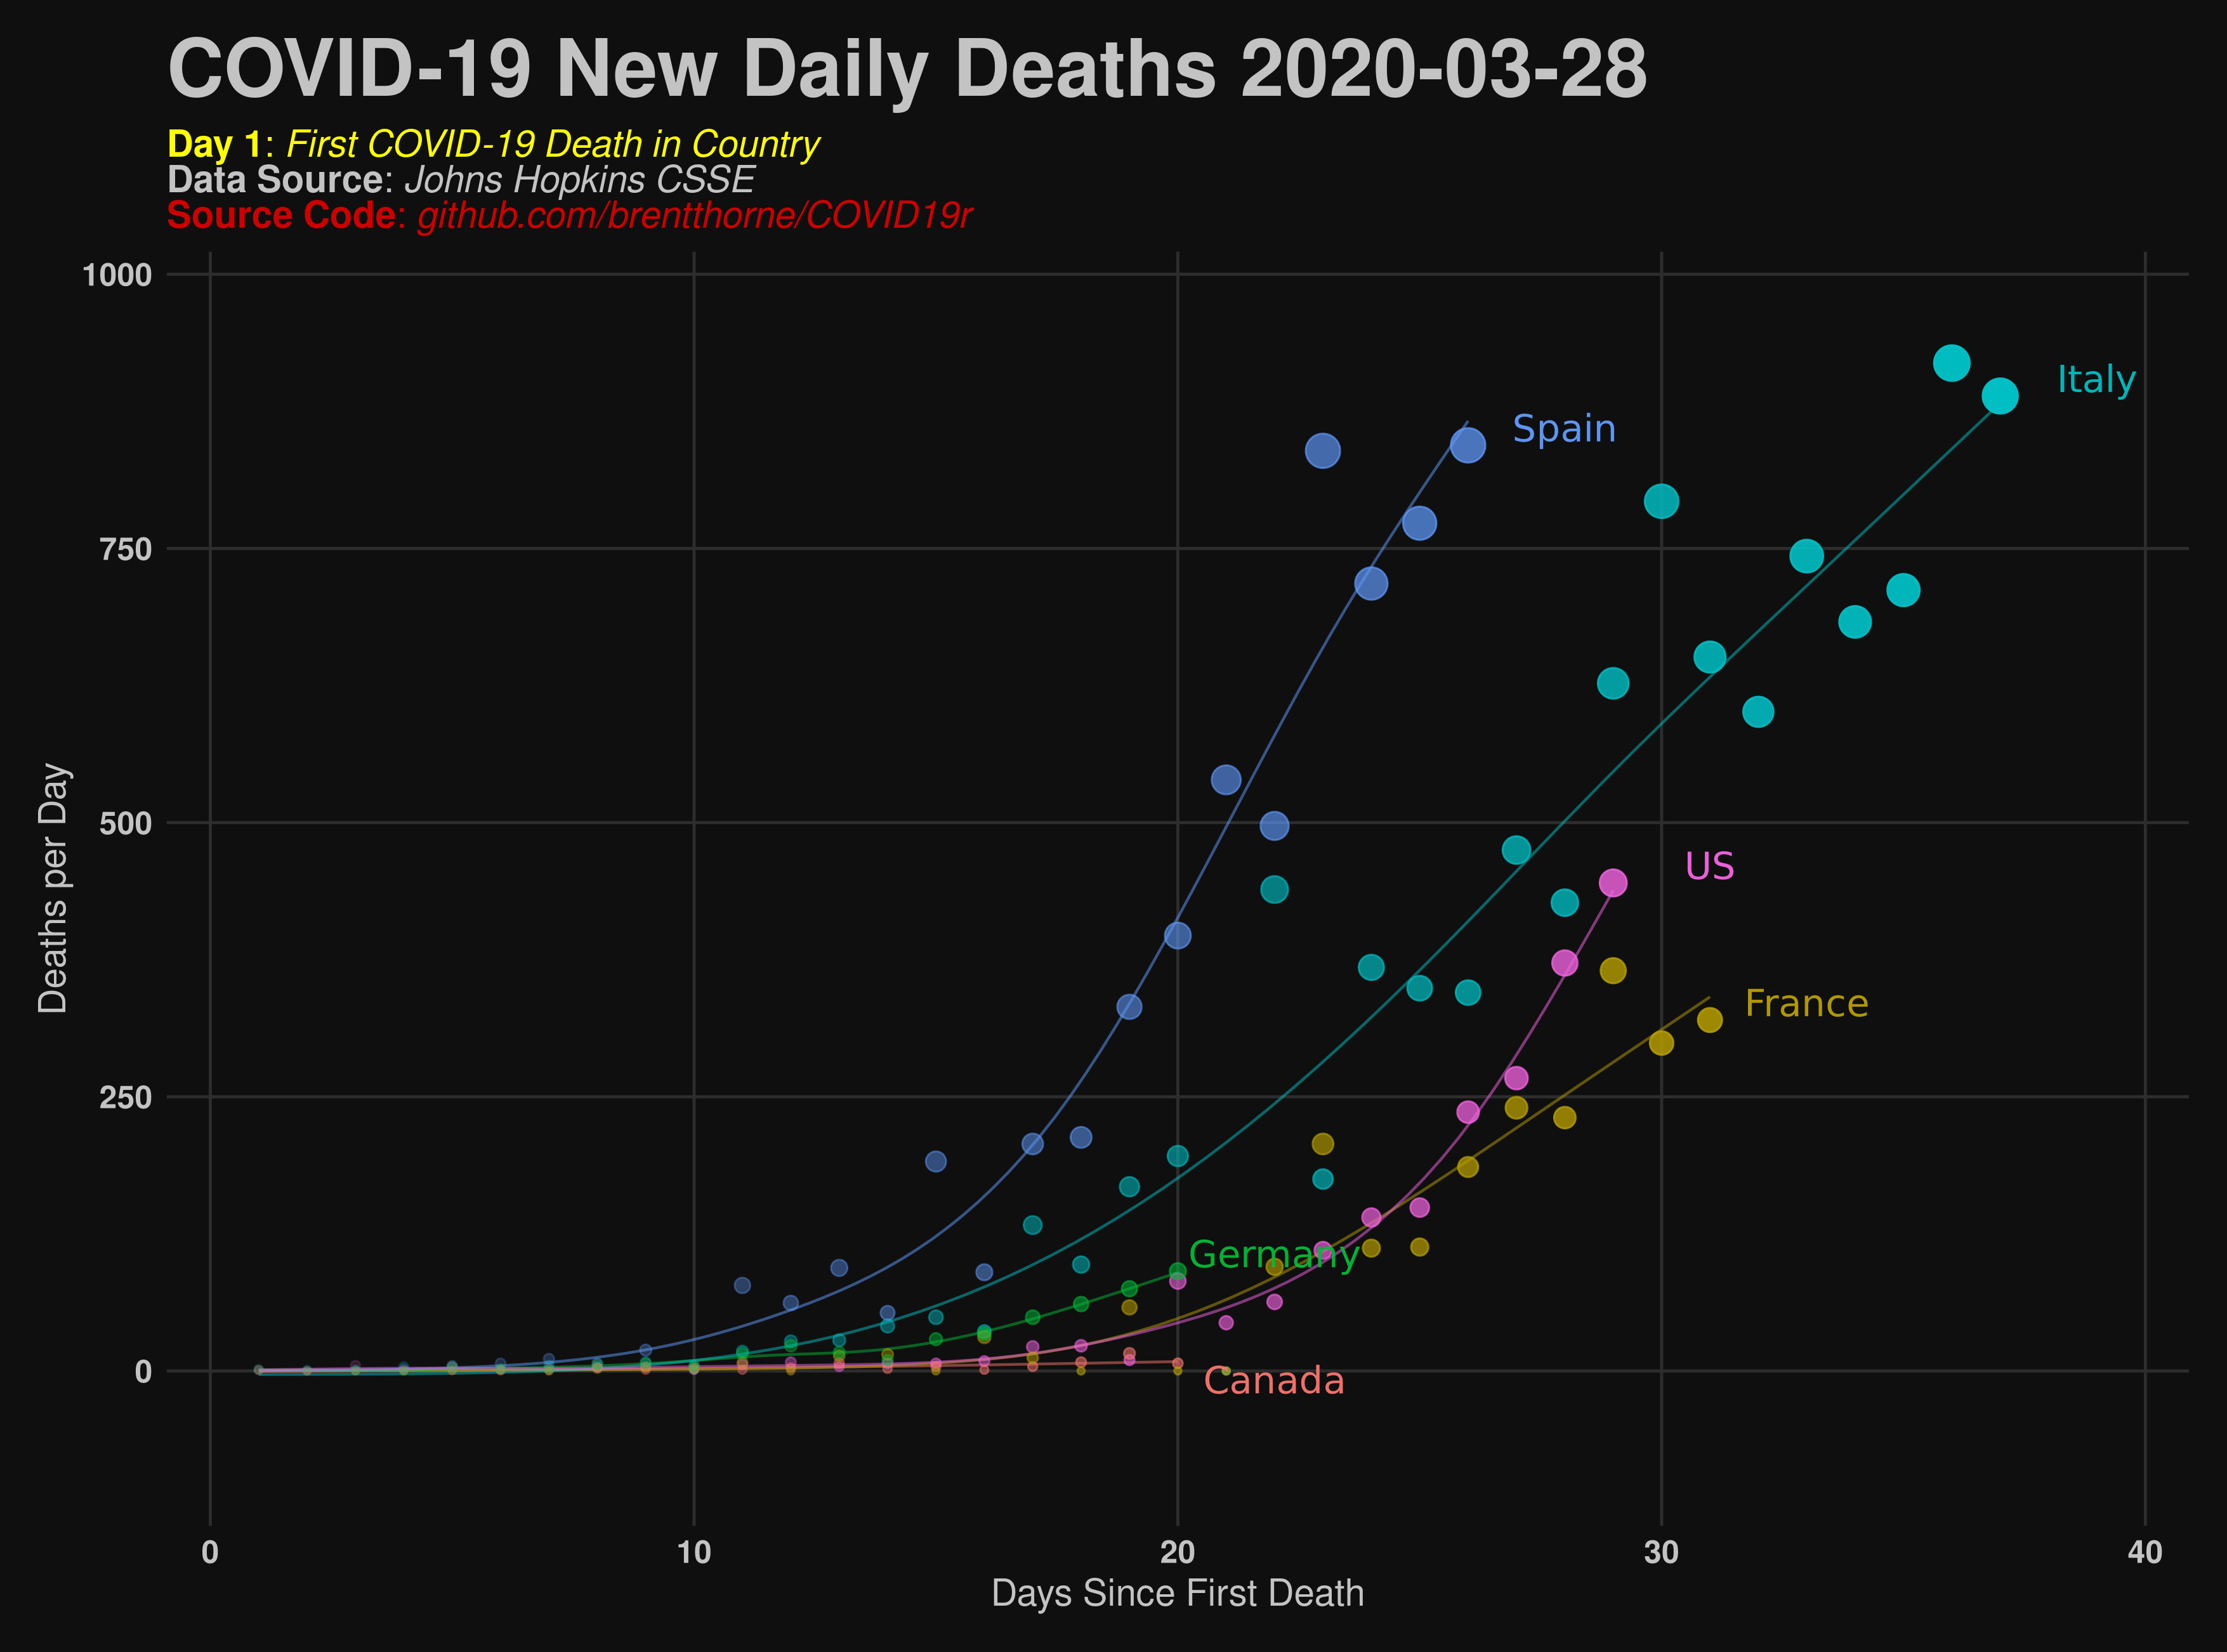 COVID-19 New Daily Deaths 2020-03-28
Day 1: First COVID-19 Death in Country
Data Source: Johns Hopkins CSSE
Source Code: github.com/brentthorne/COVID19r
1000
750
500
250
0
Deaths per Day
Italy
Spain
US
France
Germany
Canada
0 10 20 30 40
Days Since First Death